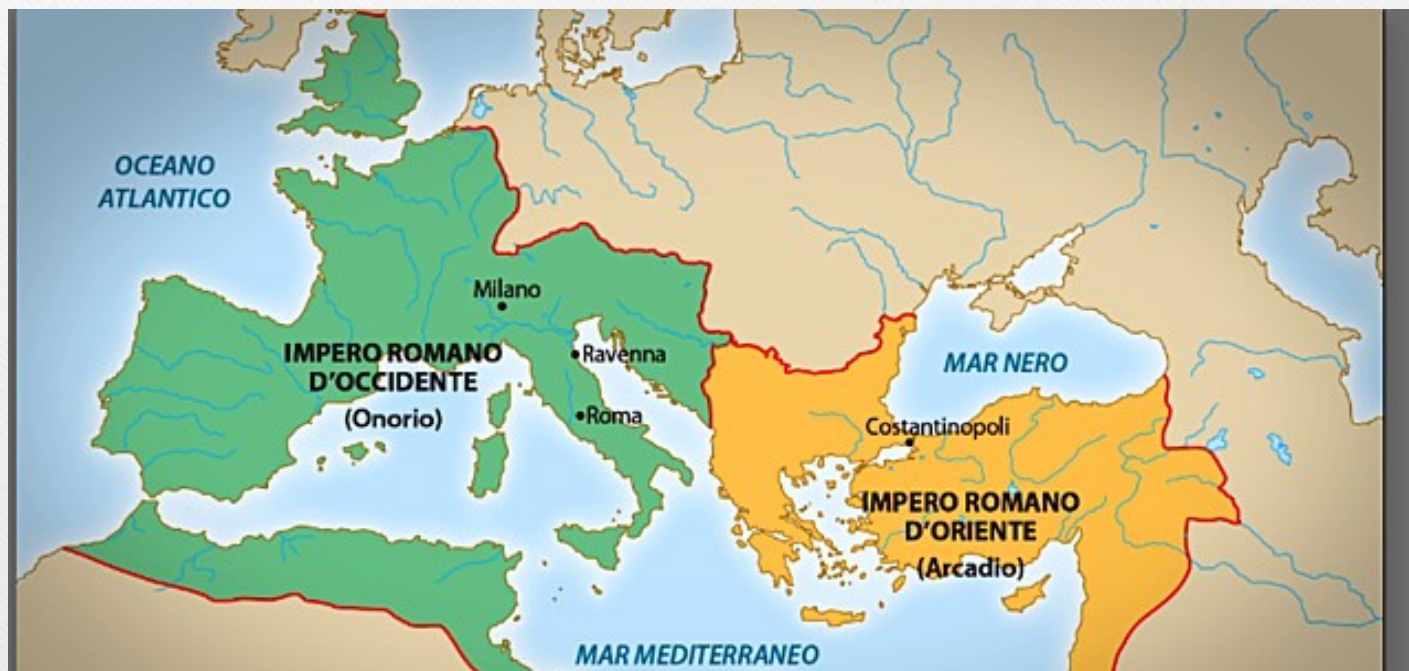 OCEANO
ATLANTICO
Milano
IMPERO ROMANO
D'OCCIDENTE
(Onorio)
Ravenna
Roma
MAR NERO
Costantinopoli
IMPERO ROMANO
D'ORIENTE
(Arcadio)
MAR MEDITERRANEO